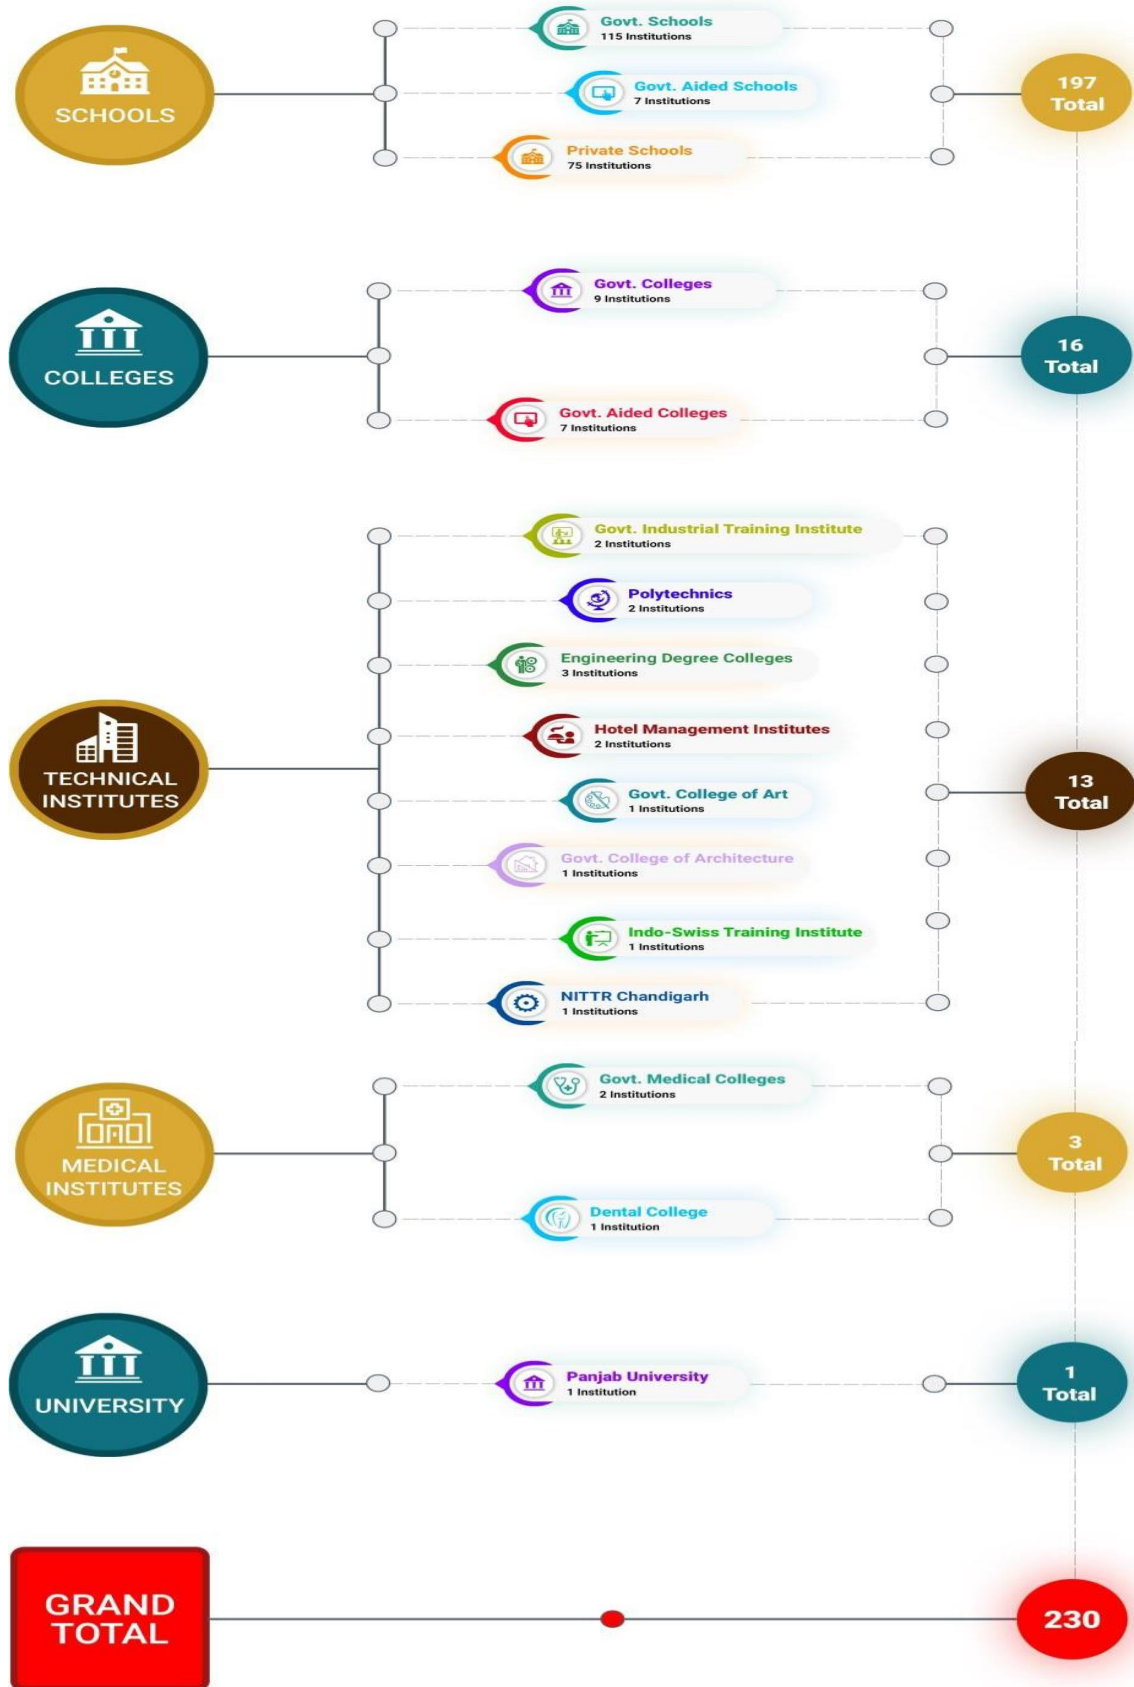 SCHOOLS
Govt. Schools
115 Institutions
Govt. Aided Schools
7 Institutions
Private Schools
75 Institutions
197
Total
COLLEGES
Govt. Colleges
9 Institutions
Govt. Aided Colleges
7 Institutions
16
Total
TECHNICAL
INSTITUTES
Govt. Industrial Training Institute
2 Institutions
Polytechnics
2 Institutions
Engineering Degree Colleges
3 Institutions
Hotel Management Institutes
2 Institutions
Govt. College of Art
1 Institutions
Govt. College of Architecture
1 Institutions
Indo-Swiss Training Institute
1 Institutions
NITTR Chandigarh
1 Institutions
13
Total
MEDICAL
INSTITUTES
Govt. Medical Colleges
2 Institutions
Dental College
1 Institution
3
Total
UNIVERSITY
Panjab University
1 Institution
1
Total
GRAND
TOTAL
230